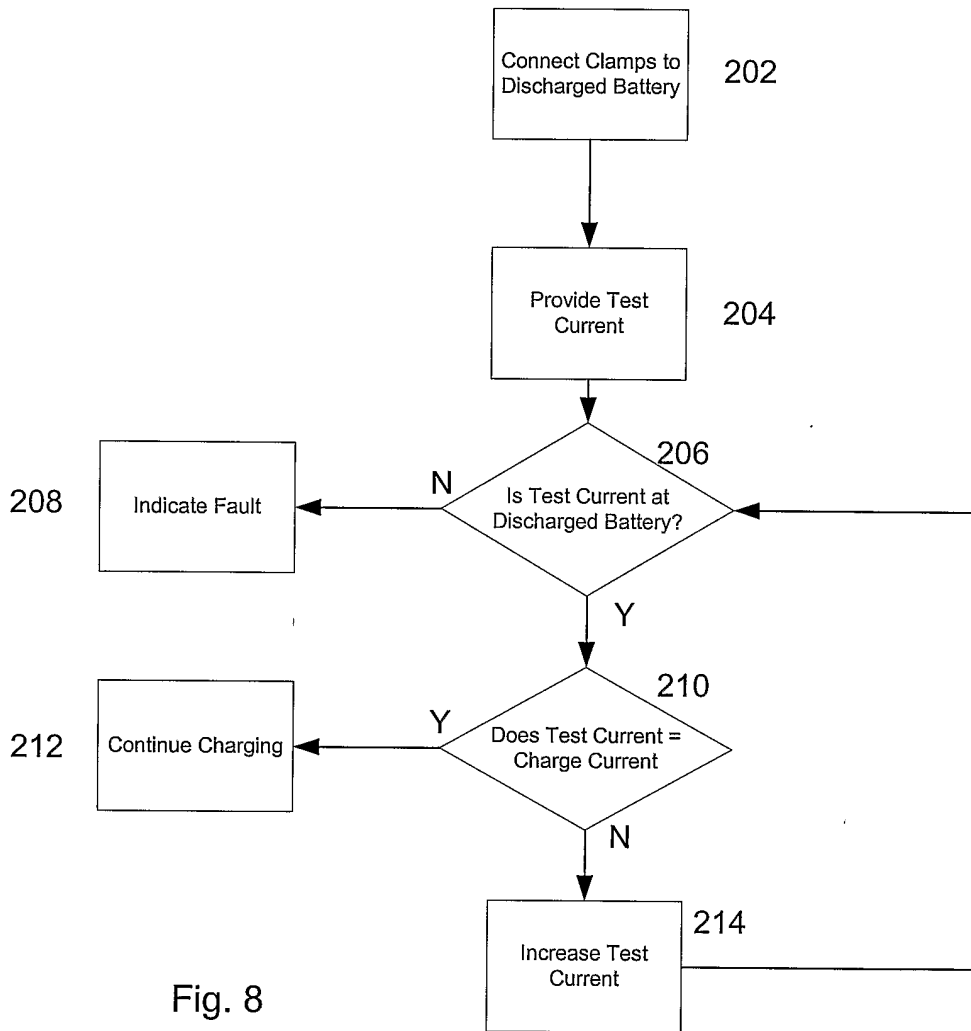 Connect Clamps to
Discharged Battery
202
Provide Test
Current
204
206
Is Test Current at
Discharged Battery?
N
Indicate Fault
208
Y
210
Does Test Current =
Charge Current
Y
Continue Charging
212
N
214
Increase Test
Current
Fig. 8